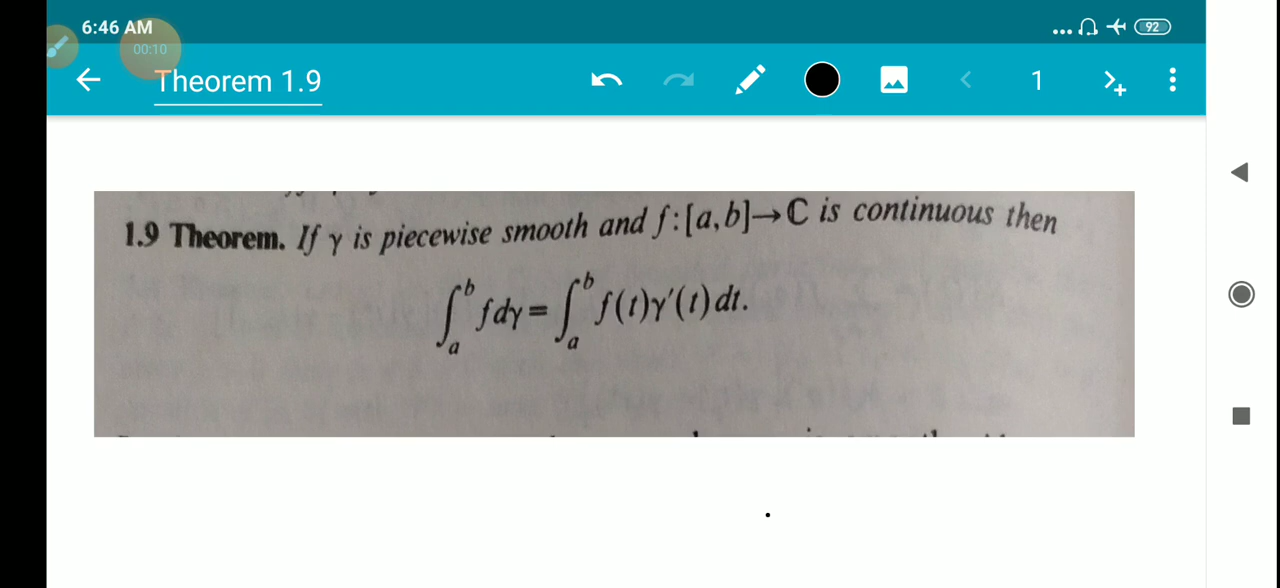 6:46 AM
92
00:10
Theorem 1.9
1
1.9 Theorem. If γ is piecewise smooth and f:[a,b]→ℂ is continuous then
∫ₐᵇ fdγ = ∫ₐᵇ f(t)γ′(t)dt.